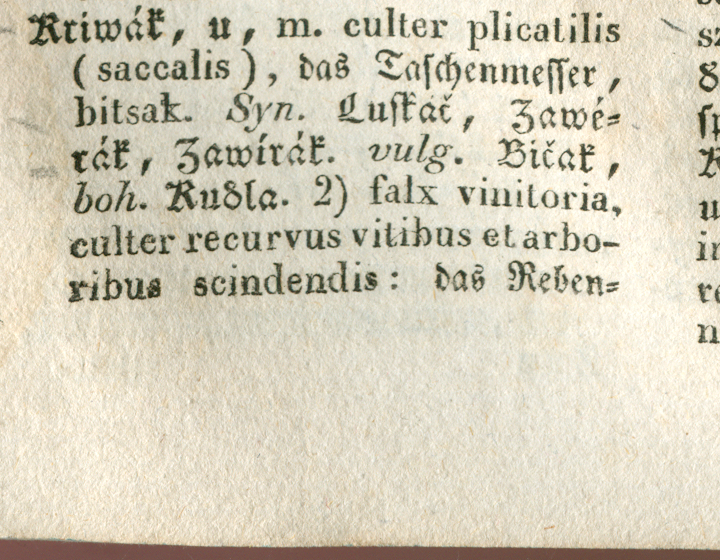 Kriwák, u, m. culter plicatilis
(saccalis), das Taschenmesser,
bitsak. Syn. Luskáč, Zawé=
rák, Zawírák. vulg. Bičak,
boh. Kudla. 2) falx vinitoria,
culter recurvus vitibus et arbo-
ribus scindendis: das Reben=